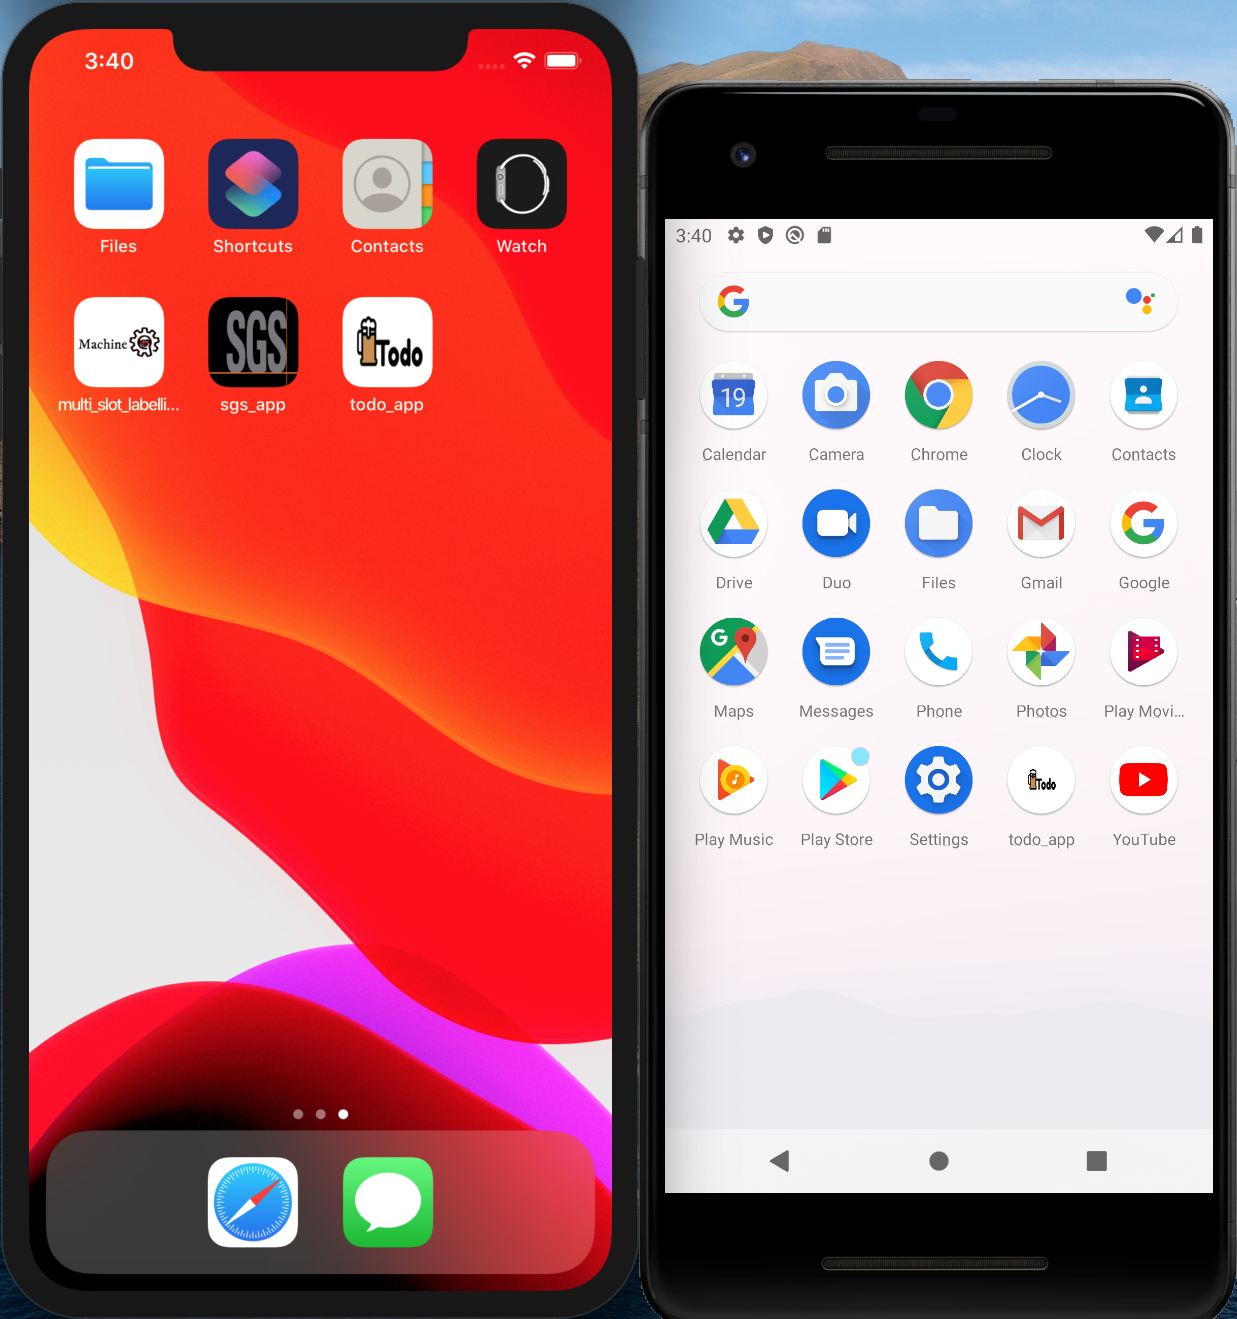 3:40
Files
Shortcuts
Contacts
Watch
Machine
SGS
Todo
multi_slot_labelli...
sgs_app
todo_app
3:40
G
19
Calendar
Camera
Chrome
Clock
Contacts
Drive
Duo
Files
Gmail
Google
G
Maps
Messages
Phone
Photos
Play Movi...
Todo
Play Music
Play Store
Settings
todo_app
YouTube